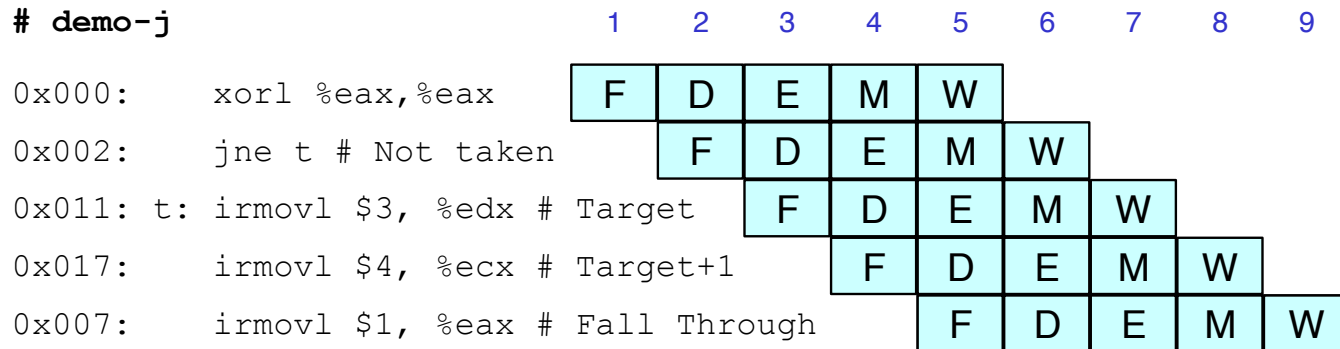 # demo-j 1 2 3 4 5 6 7 8 9
0x000: xorl %eax,%eax F D E M W
0x002: jne t # Not taken F D E M W
0x011: t: irmovl $3, %edx # Target F D E M W
0x017: irmovl $4, %ecx # Target+1 F D E M W
0x007: irmovl $1, %eax # Fall Through F D E M W